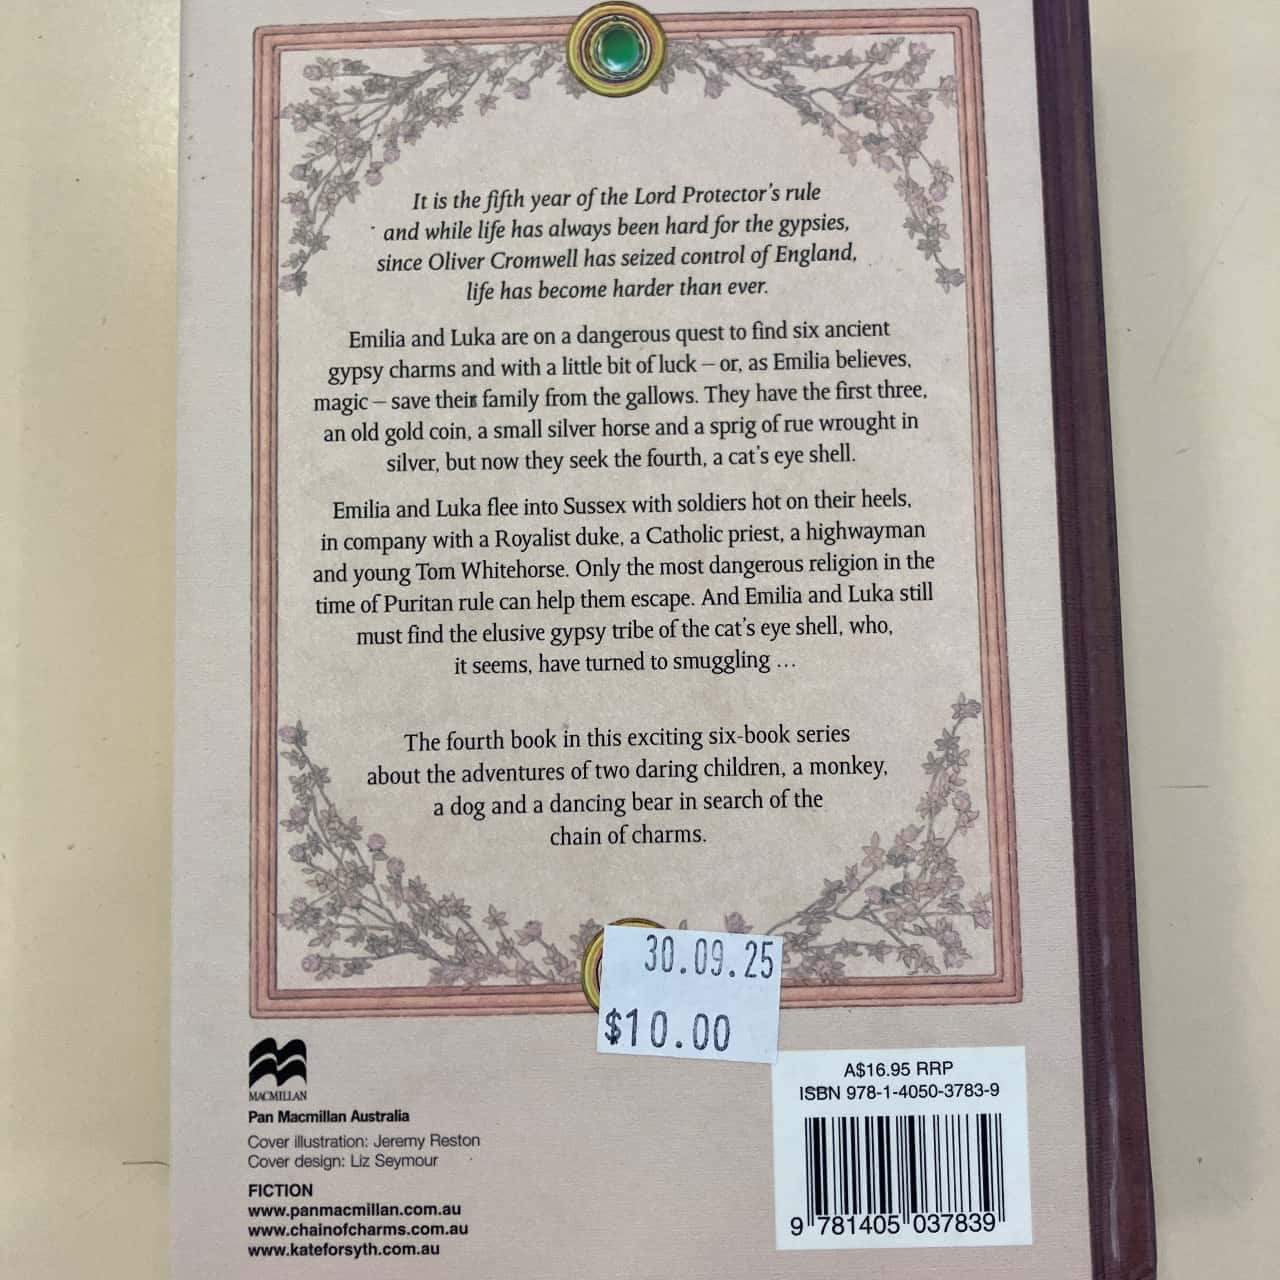 It is the fifth year of the Lord Protector's rule
and while life has always been hard for the gypsies,
since Oliver Cromwell has seized control of England,
life has become harder than ever.
Emilia and Luka are on a dangerous quest to find six ancient
gypsy charms and with a little bit of luck – or, as Emilia believes,
magic – save their family from the gallows. They have the first three,
an old gold coin, a small silver horse and a sprig of rue wrought in
silver, but now they seek the fourth, a cat's eye shell.
Emilia and Luka flee into Sussex with soldiers hot on their heels,
in company with a Royalist duke, a Catholic priest, a highwayman
and young Tom Whitehorse. Only the most dangerous religion in the
time of Puritan rule can help them escape. And Emilia and Luka still
must find the elusive gypsy tribe of the cat's eye shell, who,
it seems, have turned to smuggling ...
The fourth book in this exciting six-book series
about the adventures of two daring children, a monkey,
a dog and a dancing bear in search of the
chain of charms.
30.09.25
$10.00
MACMILLAN
Pan Macmillan Australia
Cover illustration: Jeremy Reston
Cover design: Liz Seymour
FICTION
www.panmacmillan.com.au
www.chainofcharms.com.au
www.kateforsyth.com.au
A$16.95 RRP
ISBN 978-1-4050-3783-9
9 781405 037839